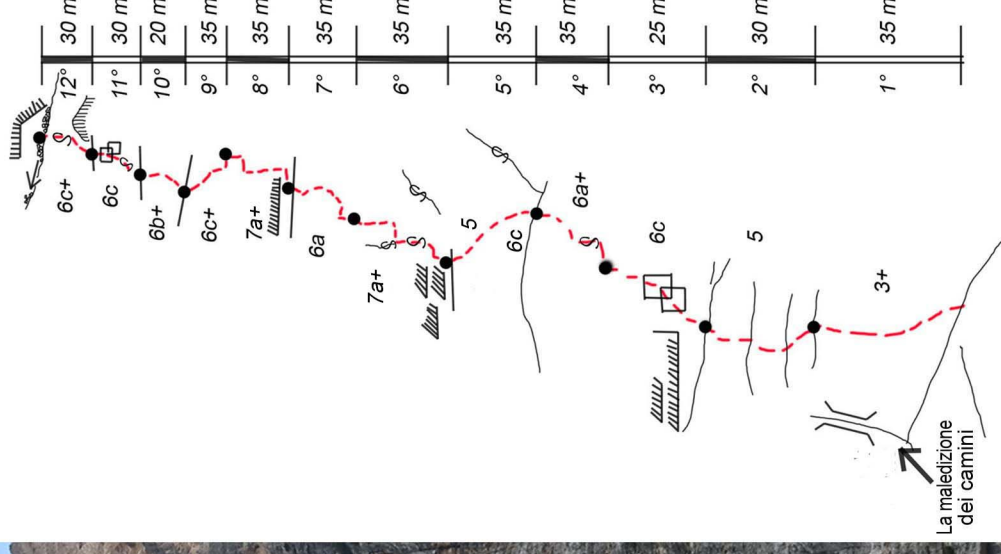 30 m
30 m
20 m
35 m
35 m
35 m
35 m
35 m
35 m
25 m
30 m
35 m
12°
11°
10°
9°
8°
7°
6°
5°
4°
3°
2°
1°
6c+
6c
6b+
6c+
7a+
6a
7a+
5
6c
6a+
6c
5
3+
La maledizione
dei camini